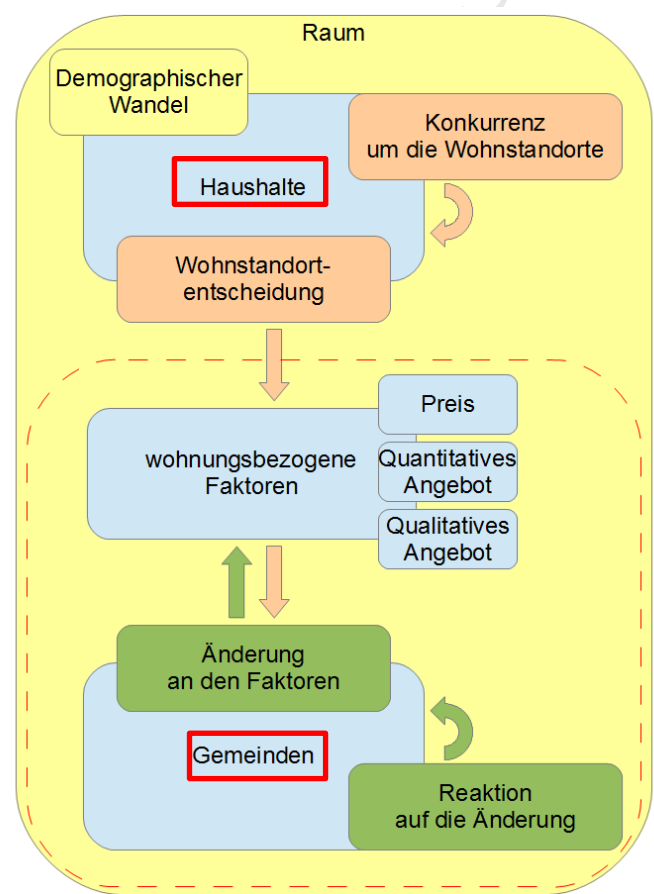 Raum
Demographischer
Wandel
Konkurrenz
um die Wohnstandorte
Haushalte
Wohnstandort-
entscheidung
Preis
wohnungsbezogene
Faktoren
Quantitatives
Angebot
Qualitatives
Angebot
Änderung
an den Faktoren
Gemeinden
Reaktion
auf die Änderung